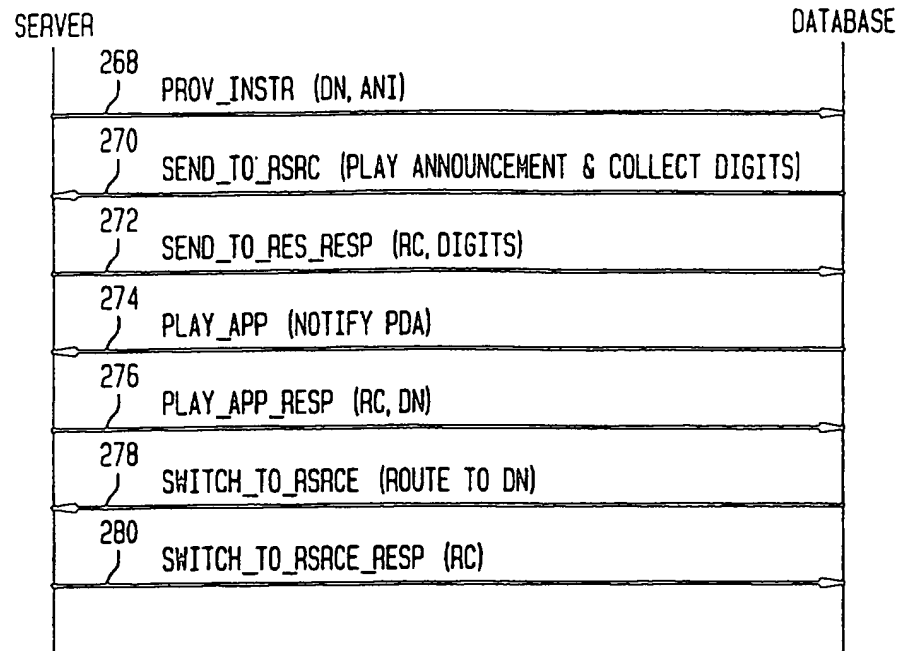 SERVER
DATABASE
268
PROV_INSTR (DN, ANI)
270
SEND_TO_RSRC (PLAY ANNOUNCEMENT & COLLECT DIGITS)
272
SEND_TO_RES_RESP (RC, DIGITS)
274
PLAY_APP (NOTIFY PDA)
276
PLAY_APP_RESP (RC, DN)
278
SWITCH_TO_RSRCE (ROUTE TO DN)
280
SWITCH_TO_RSRCE_RESP (RC)